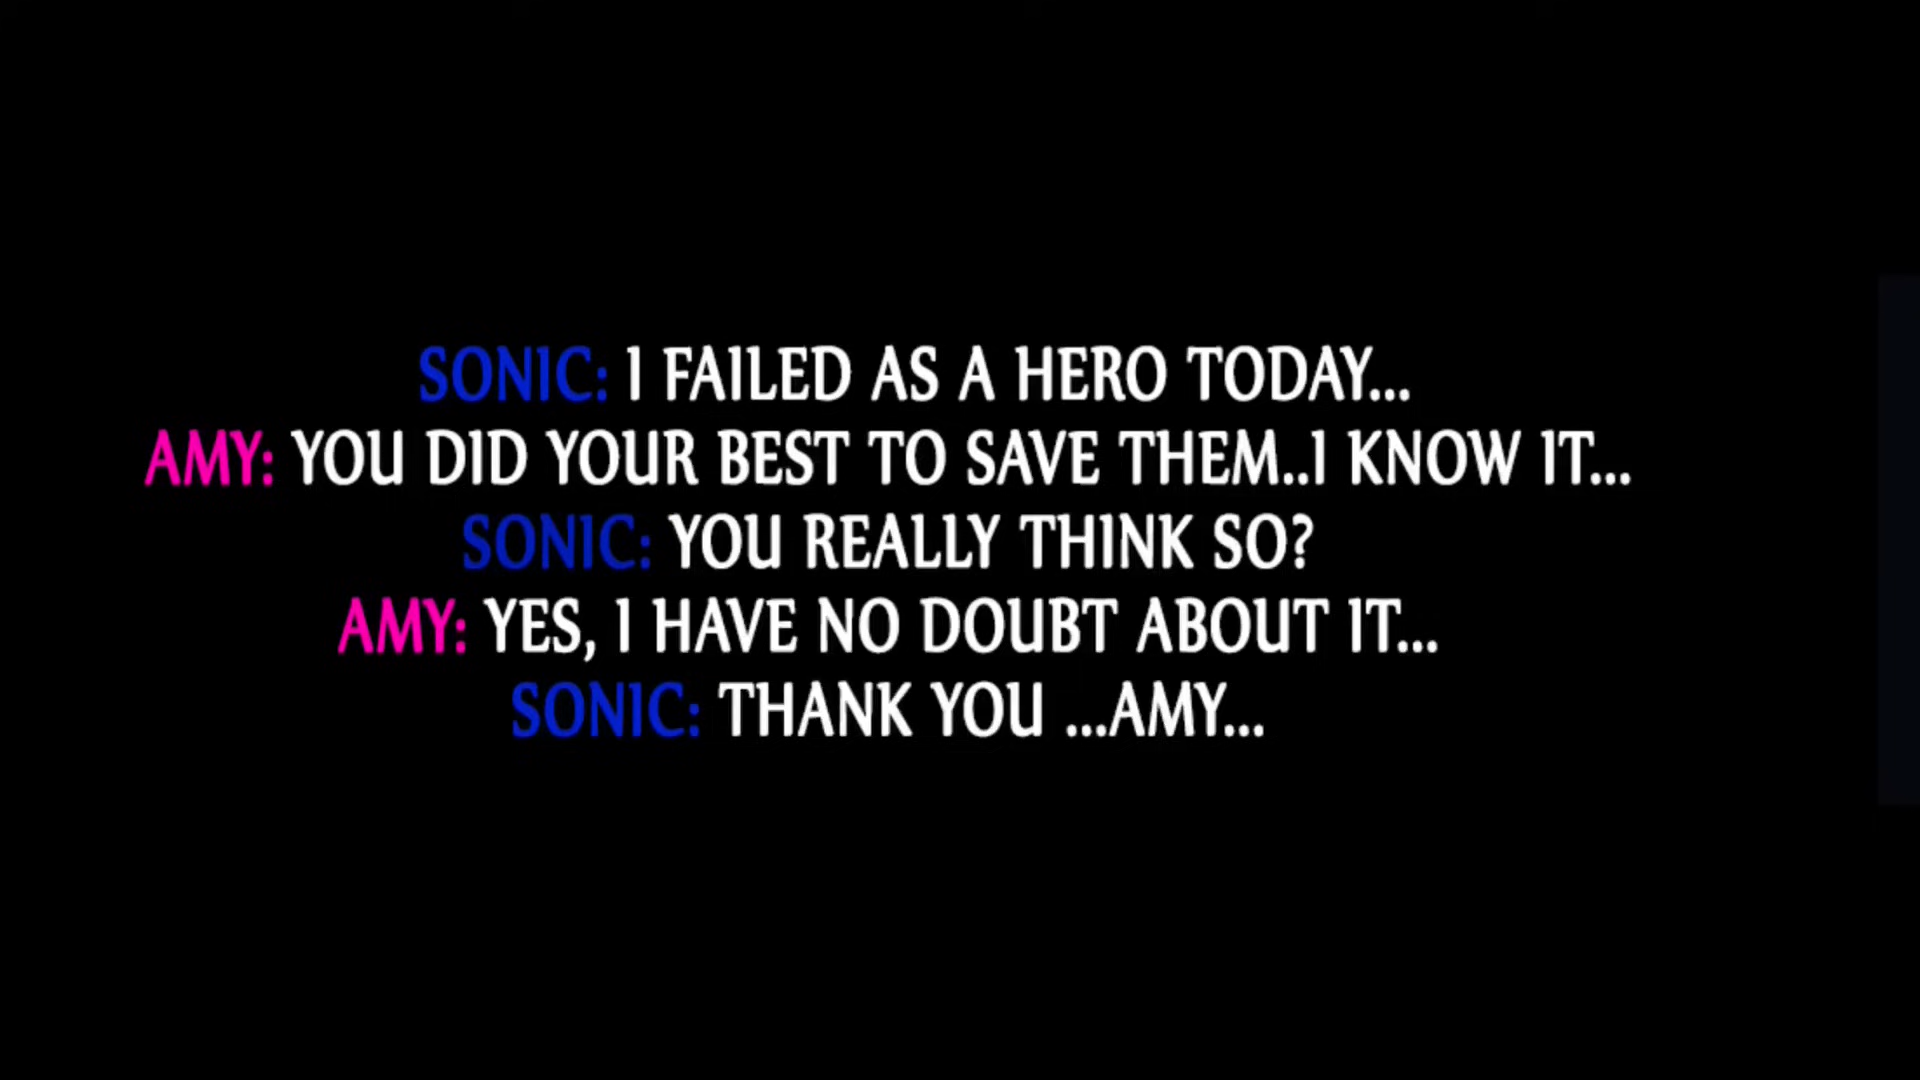 SONIC: I FAILED AS A HERO TODAY...
AMY: YOU DID YOUR BEST TO SAVE THEM..I KNOW IT...
SONIC: YOU REALLY THINK SO?
AMY: YES, I HAVE NO DOUBT ABOUT IT...
SONIC: THANK YOU ...AMY...